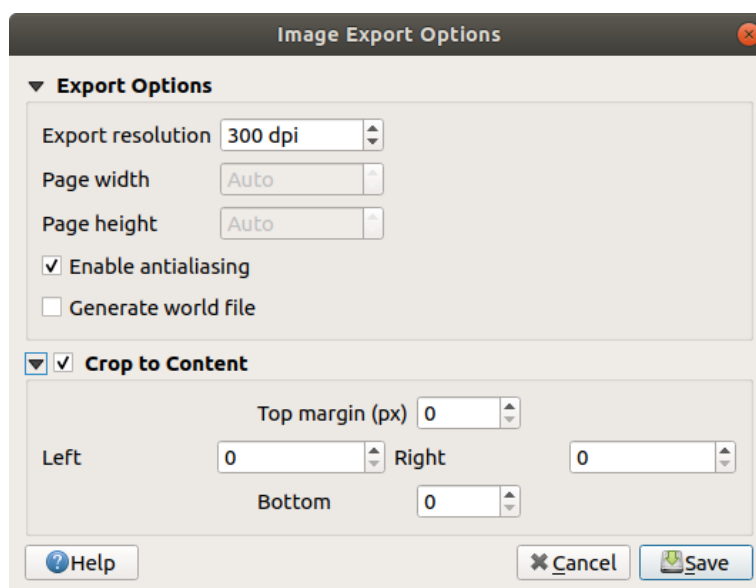 Image Export Options
Export Options
Export resolution 300 dpi
Page width Auto
Page height Auto
Enable antialiasing
Generate world file
Crop to Content
Top margin (px) 0
Left 0 Right 0
Bottom 0
Help Cancel Save